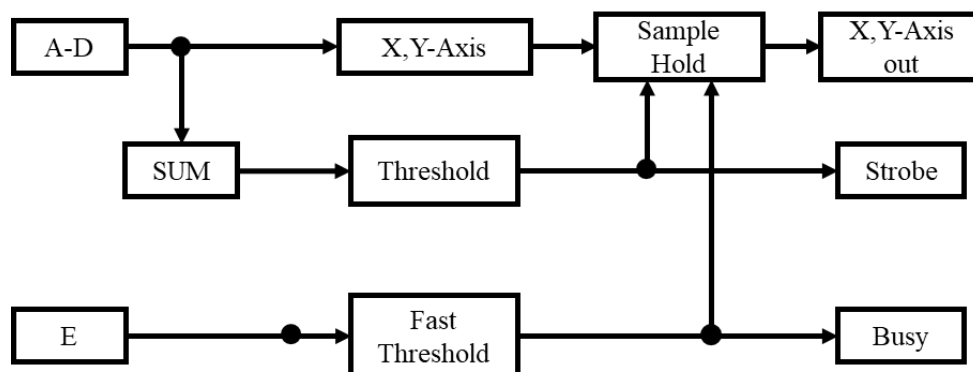 A-D
X,Y-Axis
Sample
Hold
X,Y-Axis
out
SUM
Threshold
Strobe
E
Fast
Threshold
Busy